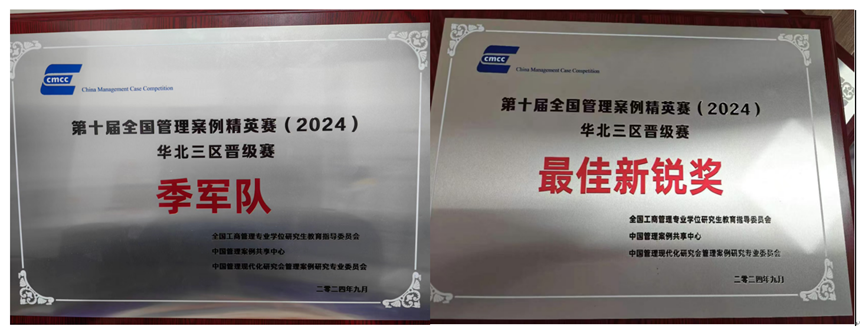 cmcc
China Management Case Competition
第十届全国管理案例精英赛（2024）
华北三区晋级赛
季军队
全国工商管理专业学位研究生教育指导委员会
中国管理案例共享中心
中国管理现代化研究会管理案例研究专业委员会
二零二四年九月
cmcc
China Management Case Competition
第十届全国管理案例精英赛（2024）
华北三区晋级赛
最佳新锐奖
全国工商管理专业学位研究生教育指导委员会
中国管理案例共享中心
中国管理现代化研究会管理案例研究专业委员会
二零二四年九月